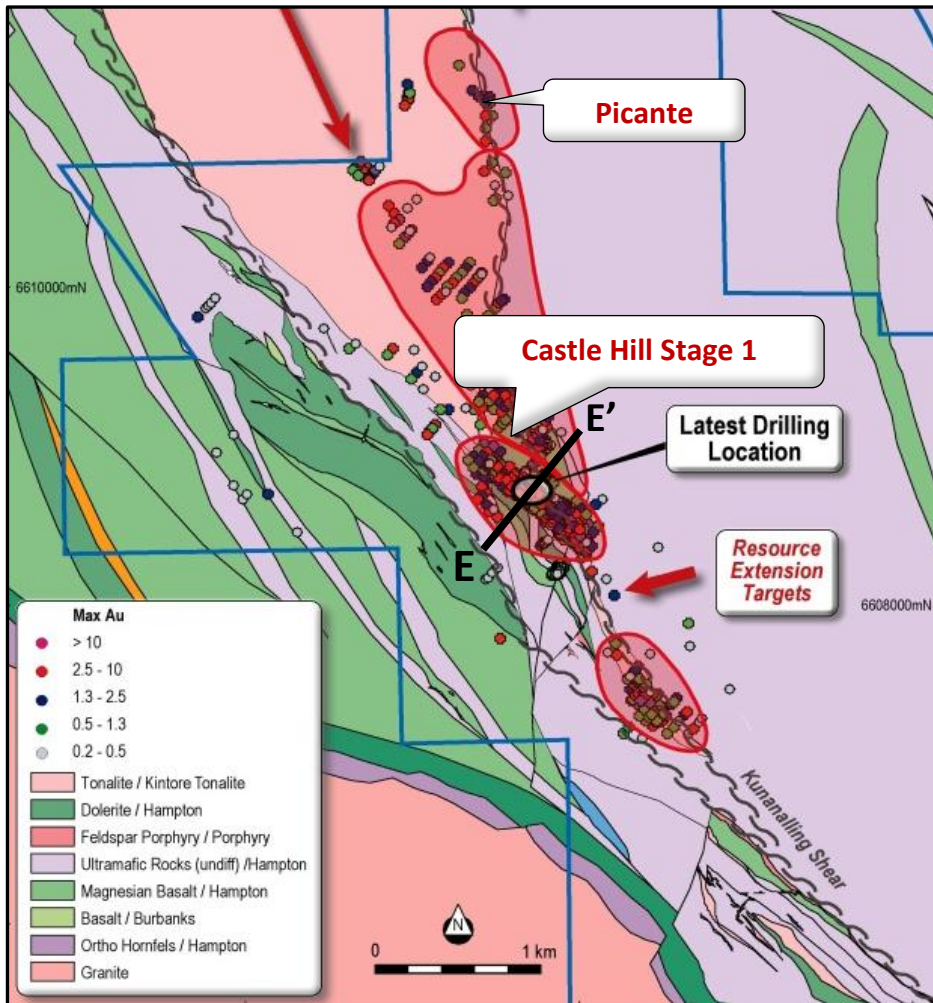 Picante
6610000mN
Castle Hill Stage 1
E’
Latest Drilling
Location
E
Resource
Extension
Targets
6608000mN
Max Au
> 10
2.5 - 10
1.3 - 2.5
0.5 - 1.3
0.2 - 0.5
Tonalite / Kintore Tonalite
Dolerite / Hampton
Feldspar Porphyry / Porphyry
Ultramafic Rocks (undiff) /Hampton
Magnesian Basalt / Hampton
Basalt / Burbanks
Ortho Hornfels / Hampton
Granite
Kunanalling Shear
N
0 1 km